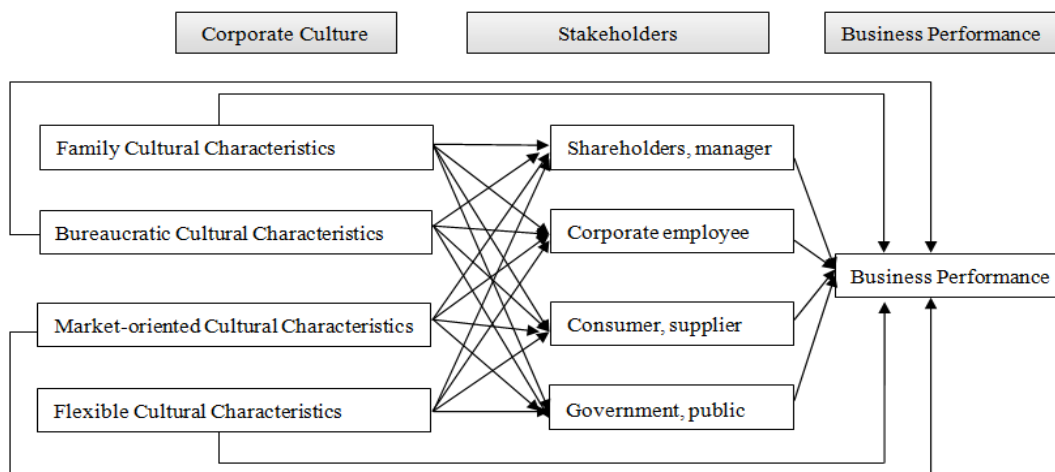 Corporate Culture
Stakeholders
Business Performance
Family Cultural Characteristics
Shareholders, manager
Bureaucratic Cultural Characteristics
Corporate employee
Business Performance
Market-oriented Cultural Characteristics
Consumer, supplier
Flexible Cultural Characteristics
Government, public